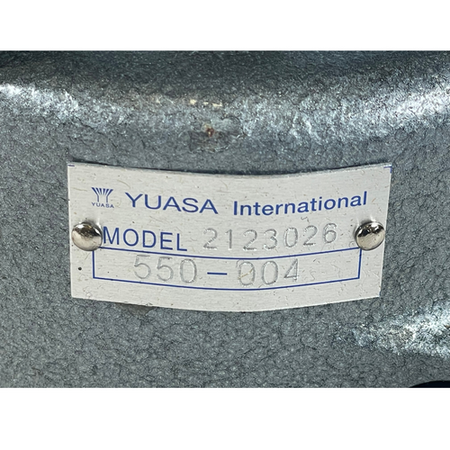 YUASA
YUASA International
MODEL 2123026
550-004